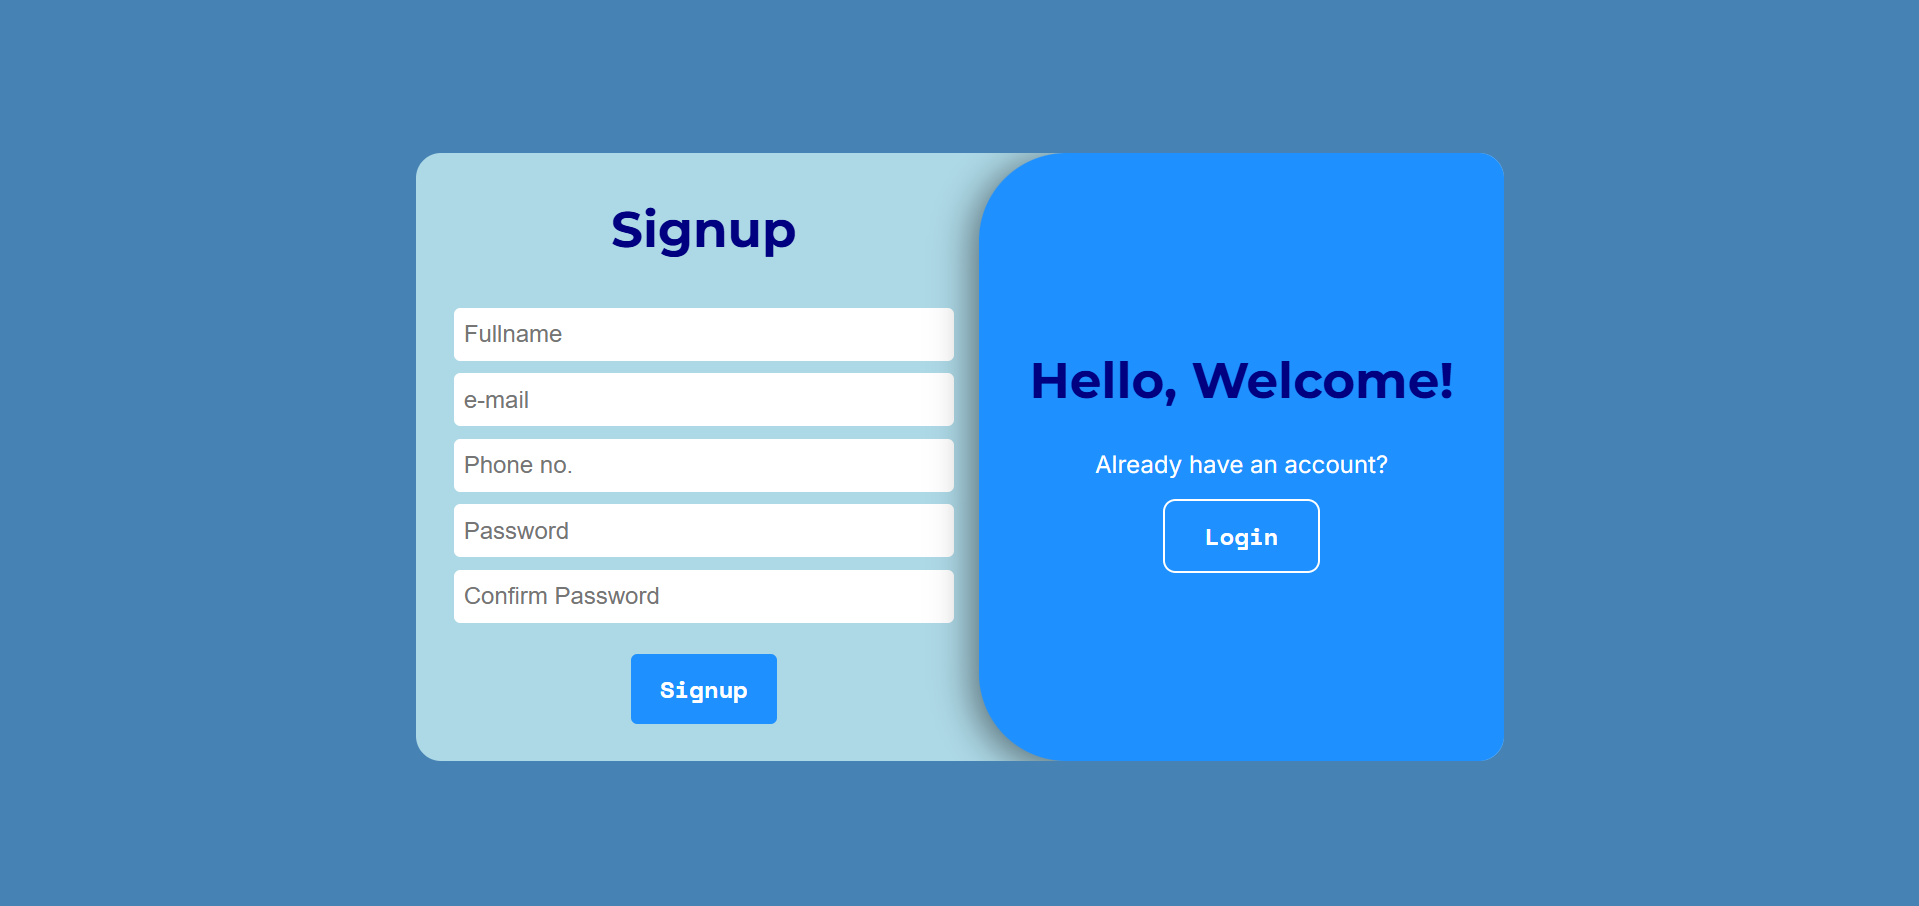 Signup
Fullname
e-mail
Phone no.
Password
Confirm Password
Signup
Hello, Welcome!
Already have an account?
Login